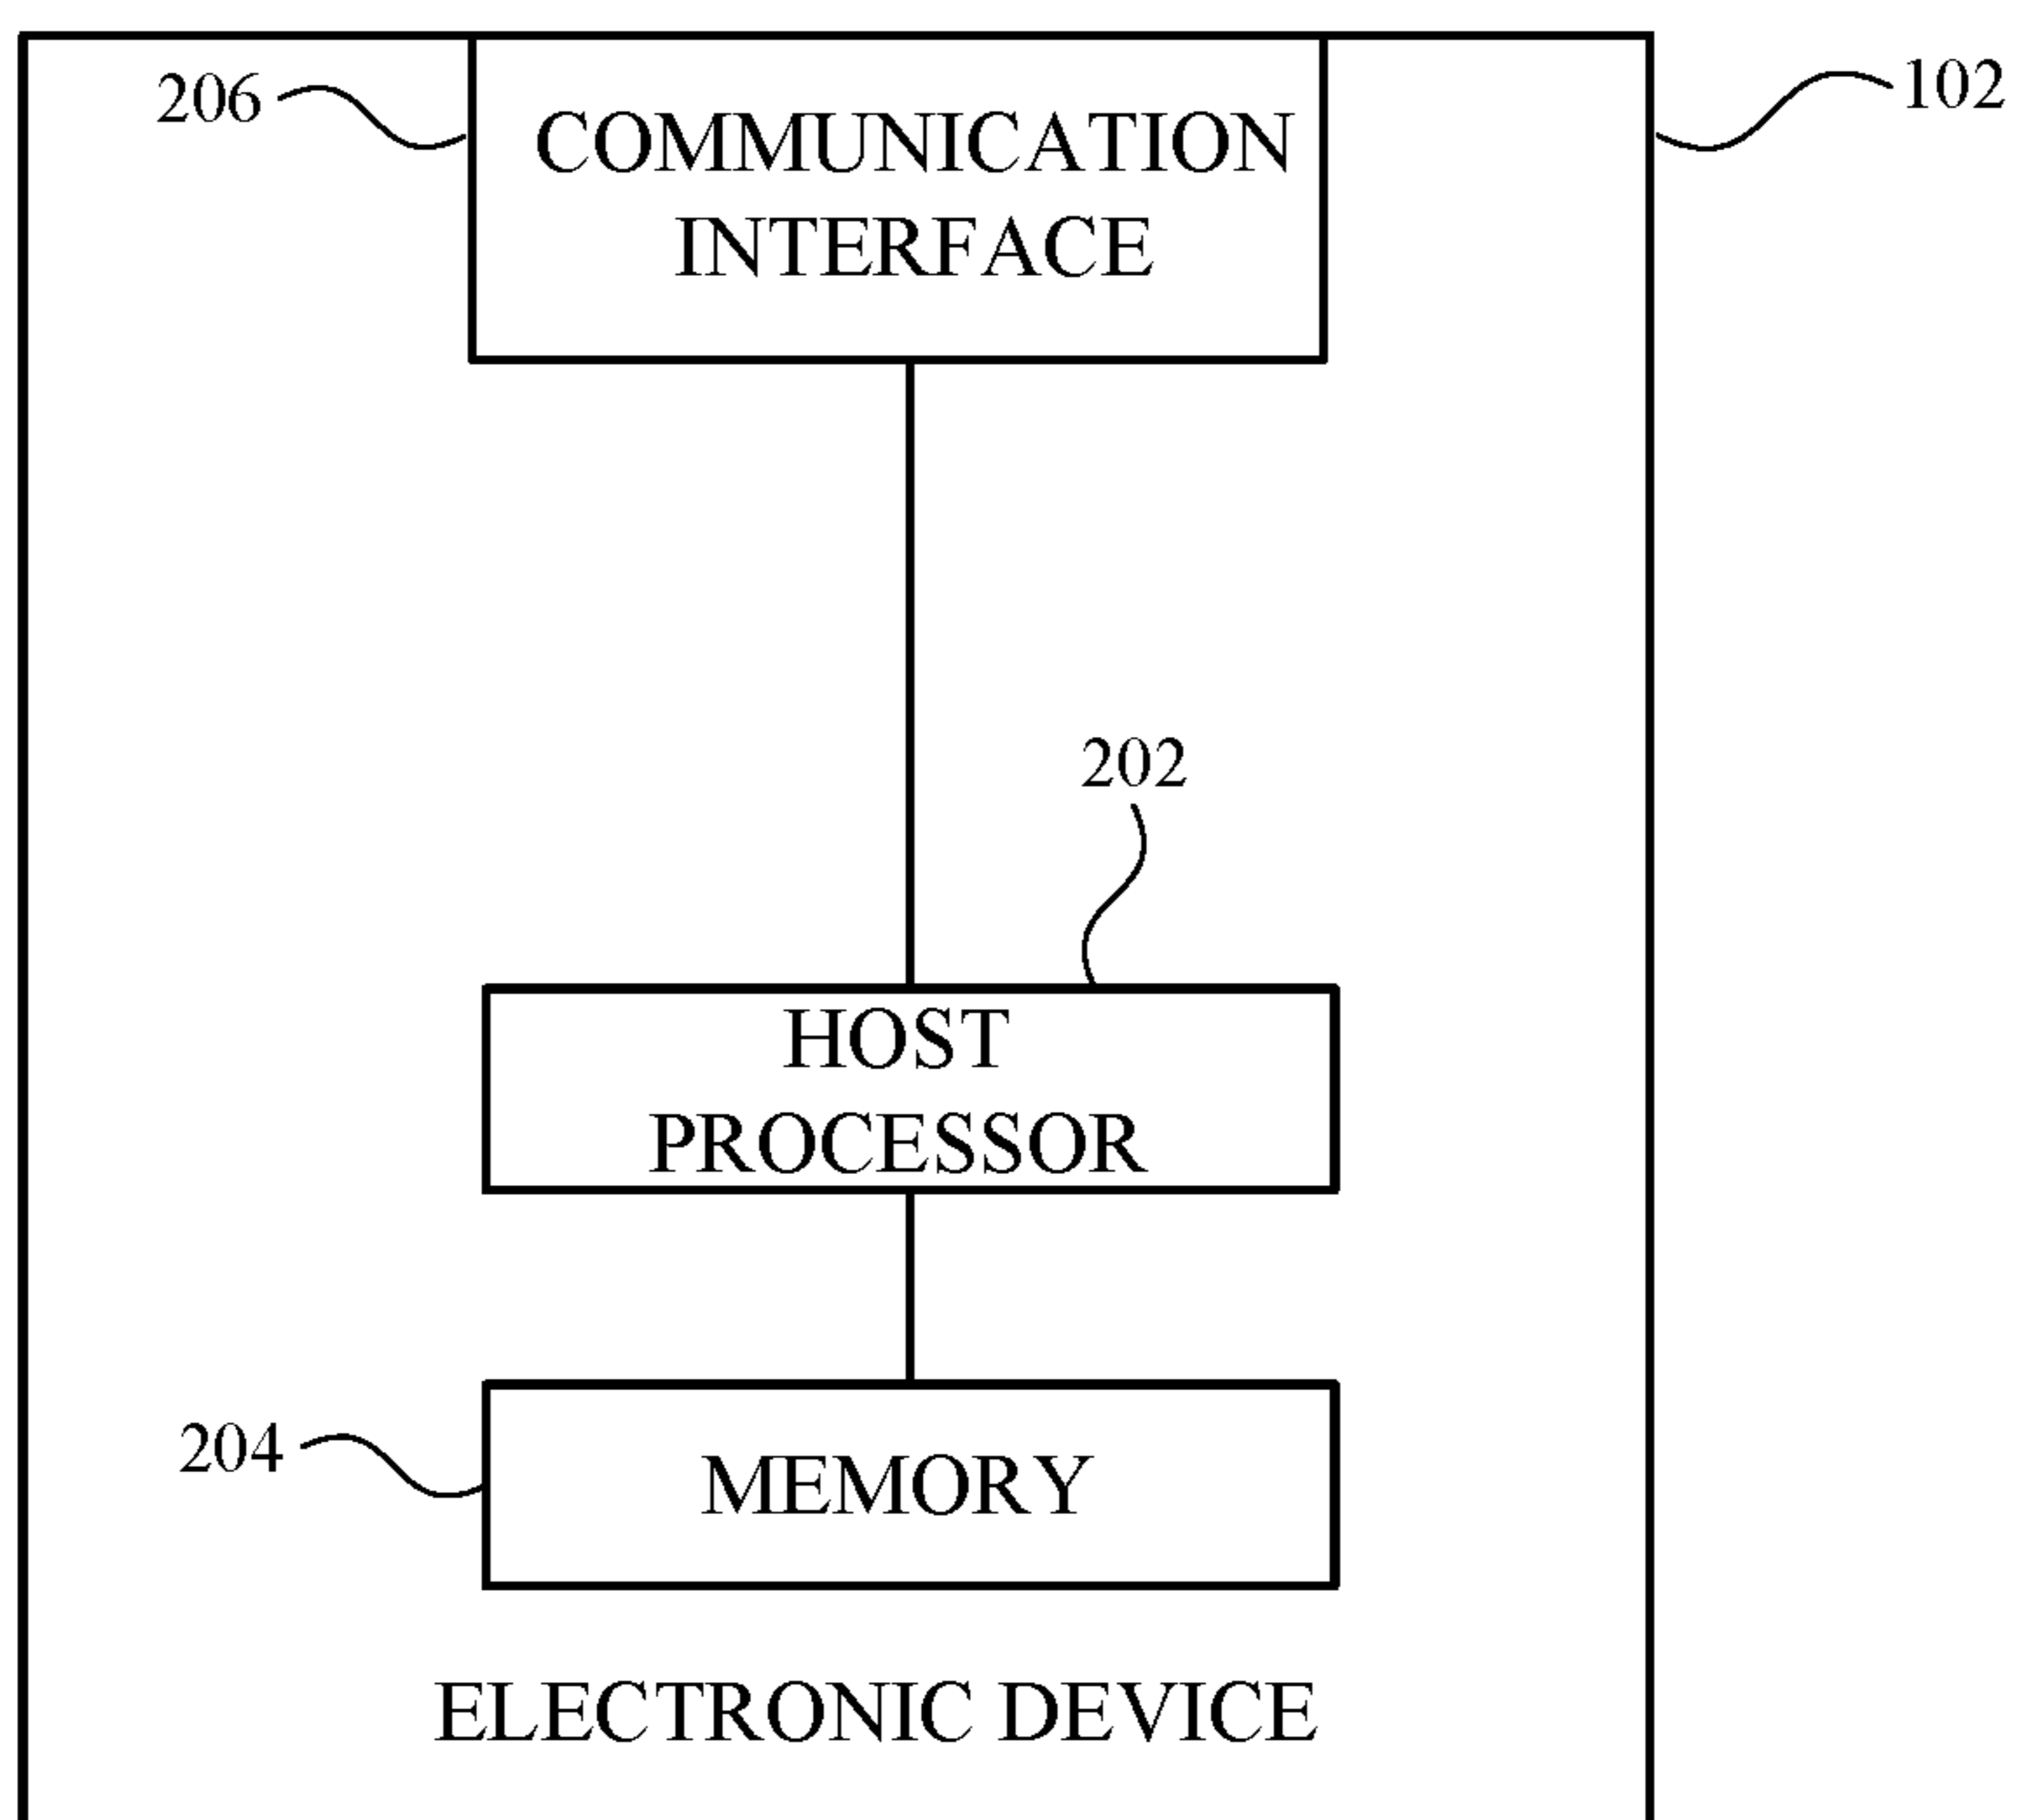 206
102
COMMUNICATION
INTERFACE
202
HOST
PROCESSOR
204
MEMORY
ELECTRONIC DEVICE